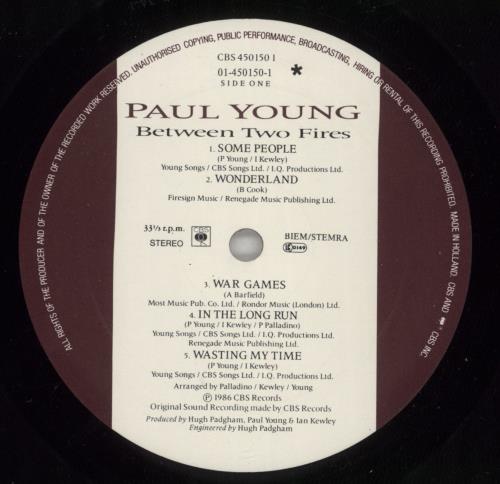 ALL RIGHTS OF THE PRODUCER AND OF THE OWNER OF THE RECORDED WORK RESERVED. UNAUTHORISED COPYING, PUBLIC PERFORMANCE, BROADCASTING, HIRING OR RENTAL OF THIS RECORDING PROHIBITED. MADE IN HOLLAND. CBS AND ARE CBS INC.
CBS 450150 1
01-450150-1 *
SIDE ONE
PAUL YOUNG
Between Two Fires
1. SOME PEOPLE
(P Young / I Kewley)
Young Songs / CBS Songs Ltd. / I.Q. Productions Ltd.
2. WONDERLAND
(B Cook)
Firesign Music / Renegade Music Publishing Ltd.
33⅓ r.p.m. CBS BIEM/STEMRA
STEREO LC 0149
3. WAR GAMES
(A Barfield)
Most Music Pub. Co. Ltd. / Rondor Music (London) Ltd.
4. IN THE LONG RUN
(P Young / I Kewley / P Palladino)
Young Songs / CBS Songs Ltd. / I.Q. Productions Ltd.
Renegade Music Publishing Ltd.
5. WASTING MY TIME
(P Young / I Kewley)
Young Songs / CBS Songs Ltd. / I.Q. Productions Ltd.
Arranged by Palladino / Kewley / Young
℗ 1986 CBS Records
Original Sound Recording made by CBS Records
Produced by Hugh Padgham, Paul Young & Ian Kewley
Engineered by Hugh Padgham